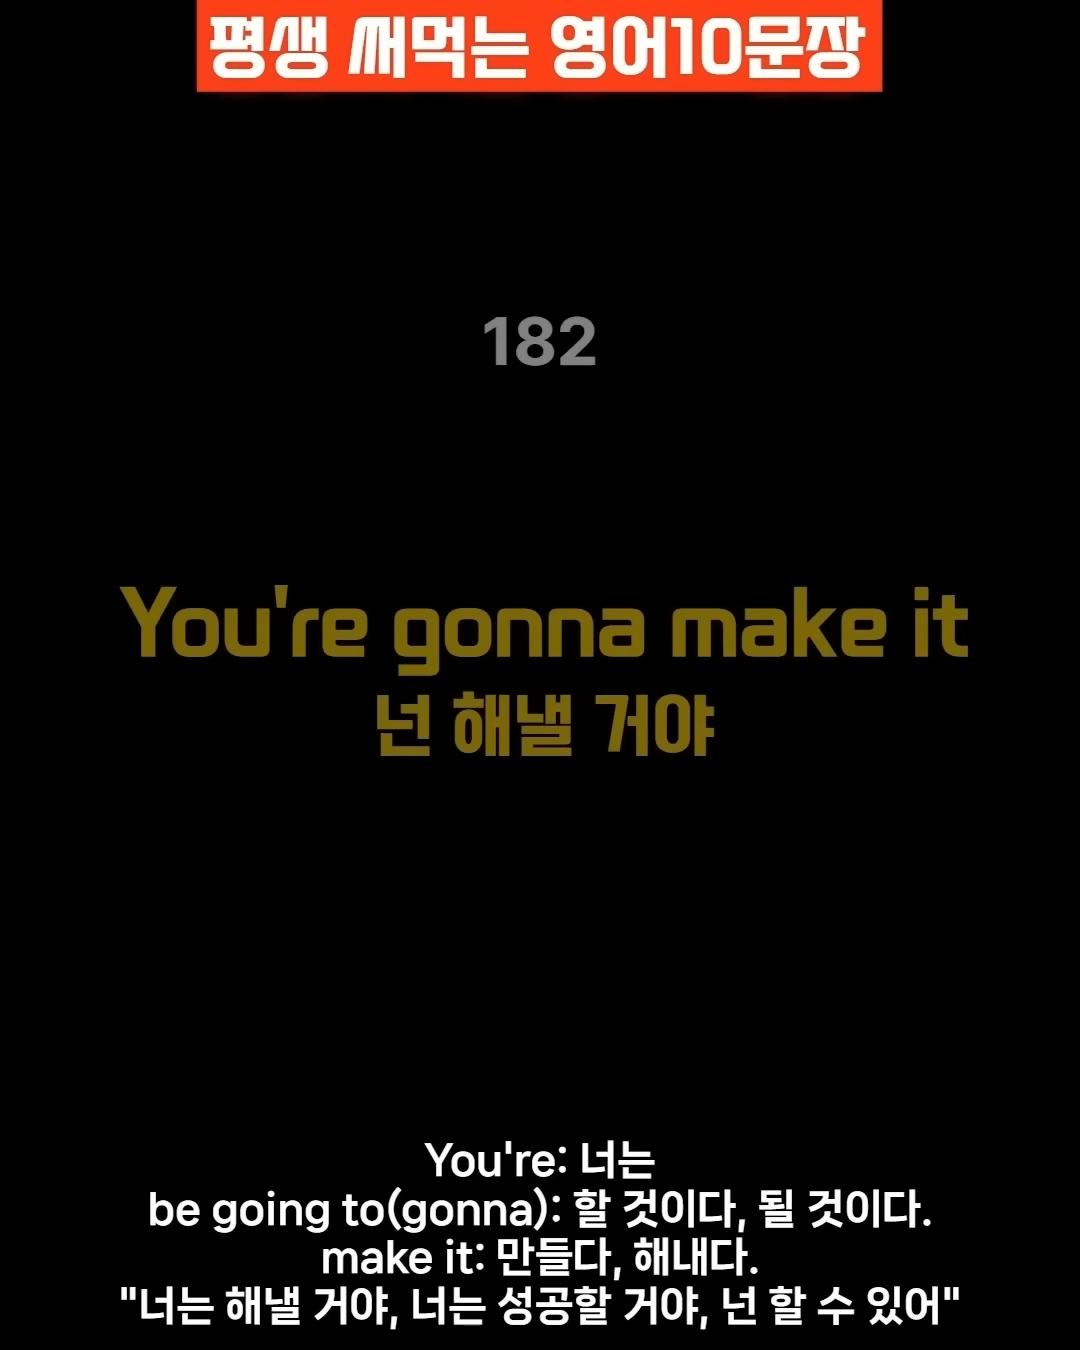 평생 써먹는 영어10문장
182
You're gonna make it
넌 해낼 거야
You're: 너는
be going to(gonna): 할 것이다, 될 것이다.
make it: 만들다, 해내다.
"너는 해낼 거야, 너는 성공할 거야, 넌 할 수 있어"